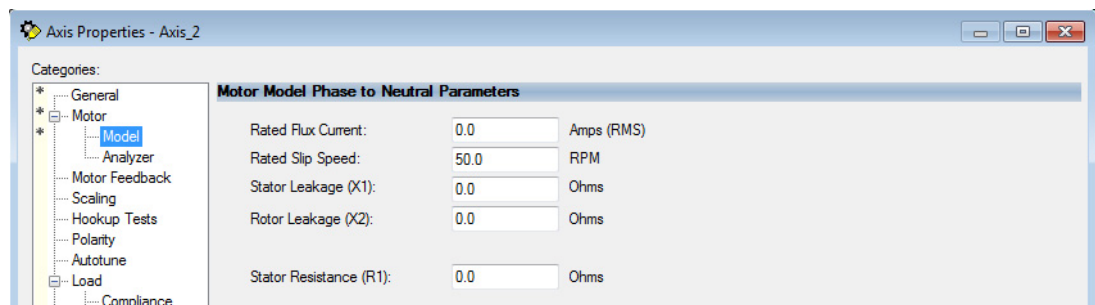 Axis Properties - Axis_2
Categories:
* General
* Motor
* Model
Analyzer
Motor Feedback
Scaling
Hookup Tests
Polarity
Autotune
Load
Compliance
Motor Model Phase to Neutral Parameters
Rated Flux Current: 0.0 Amps (RMS)
Rated Slip Speed: 50.0 RPM
Stator Leakage (X1): 0.0 Ohms
Rotor Leakage (X2): 0.0 Ohms
Stator Resistance (R1): 0.0 Ohms